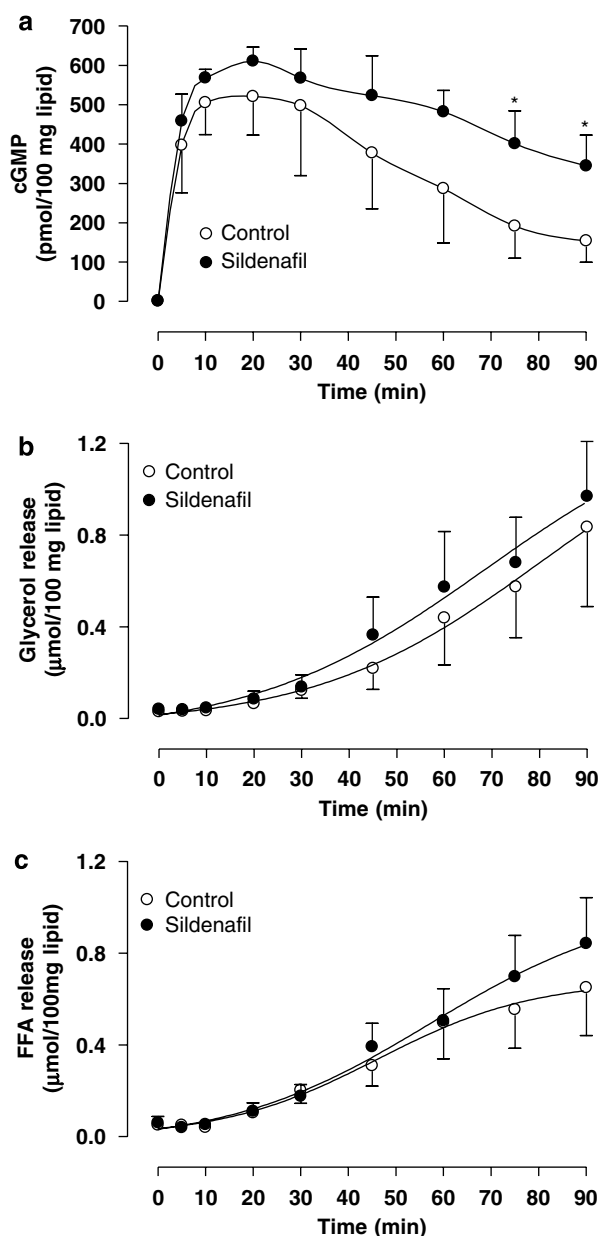 a
700
600
500
400
300
200
100
0
cGMP
(pmol/100 mg lipid)
*
*
Control
Sildenafil
0 10 20 30 40 50 60 70 80 90
Time (min)
b
1.2
0.8
0.4
0.0
Glycerol release
(μmol/100 mg lipid)
Control
Sildenafil
0 10 20 30 40 50 60 70 80 90
Time (min)
c
1.2
0.8
0.4
0.0
FFA release
(μmol/100mg lipid)
Control
Sildenafil
0 10 20 30 40 50 60 70 80 90
Time (min)